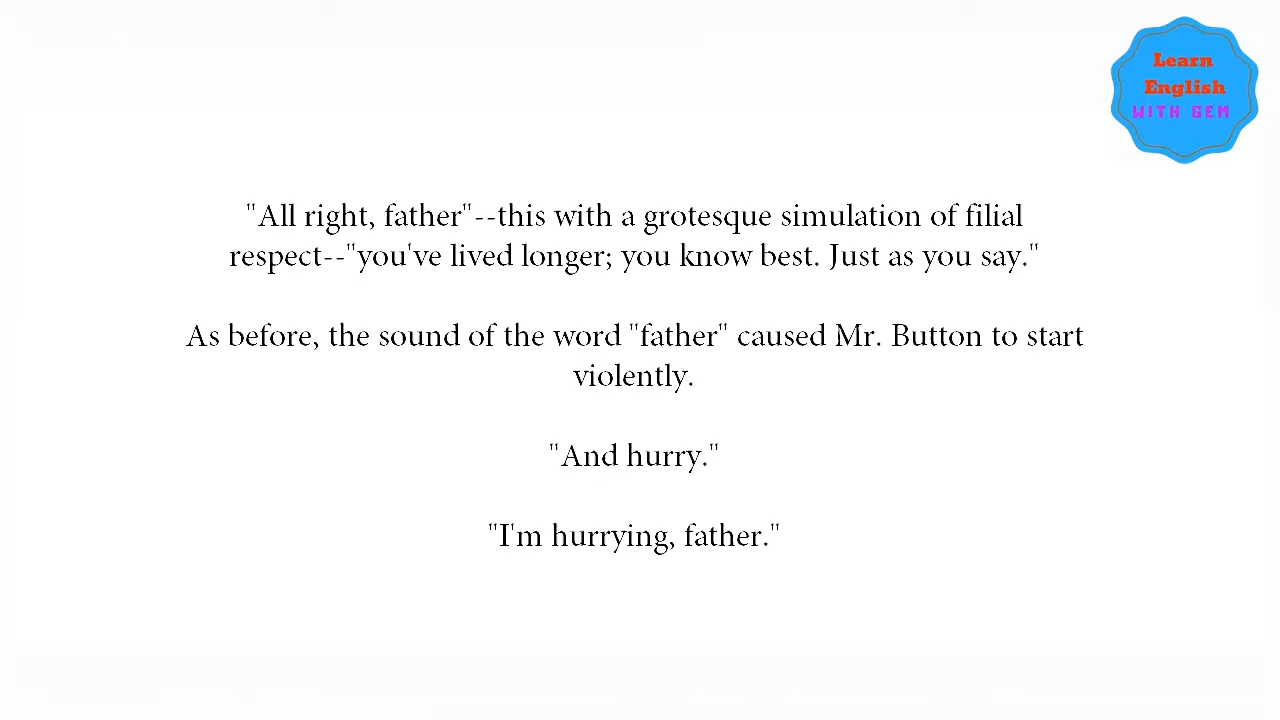 Learn
English
WITH GEM
"All right, father"--this with a grotesque simulation of filial
respect--"you've lived longer; you know best. Just as you say."
As before, the sound of the word "father" caused Mr. Button to start
violently.
"And hurry."
"I'm hurrying, father."